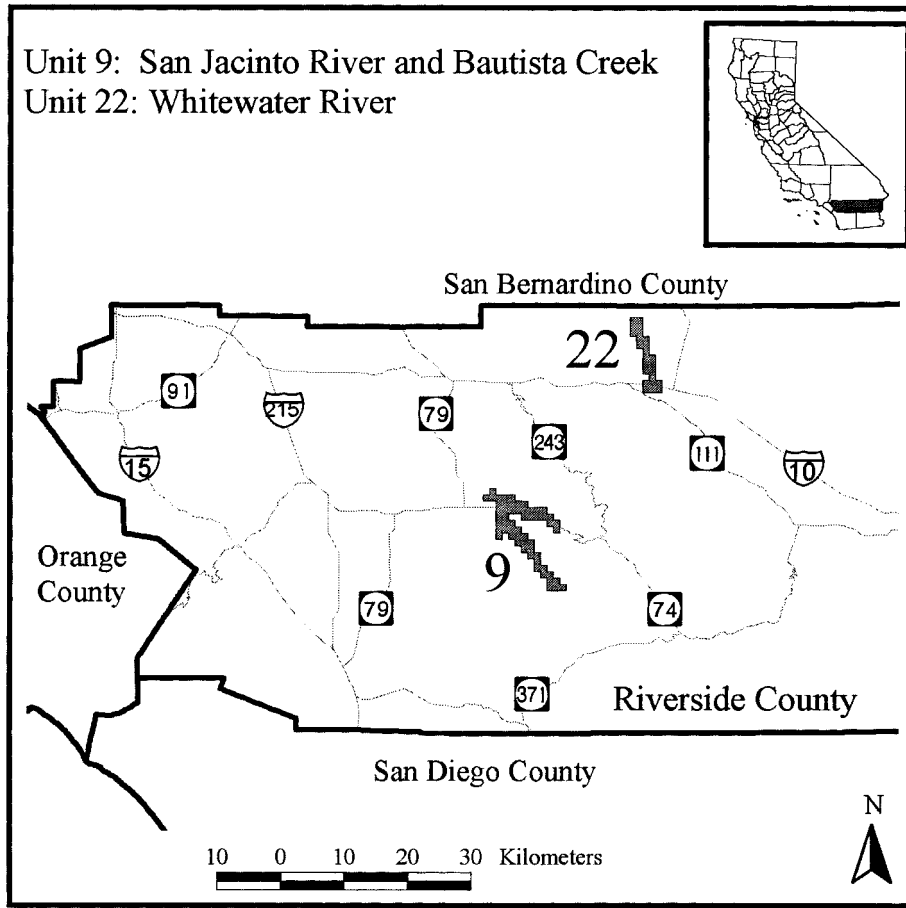 Unit 9: San Jacinto River and Bautista Creek
Unit 22: Whitewater River
San Bernardino County
22
91
215
79
243
111
15
10
9
Orange
County
79
74
371
Riverside County
San Diego County
N
10 0 10 20 30 Kilometers